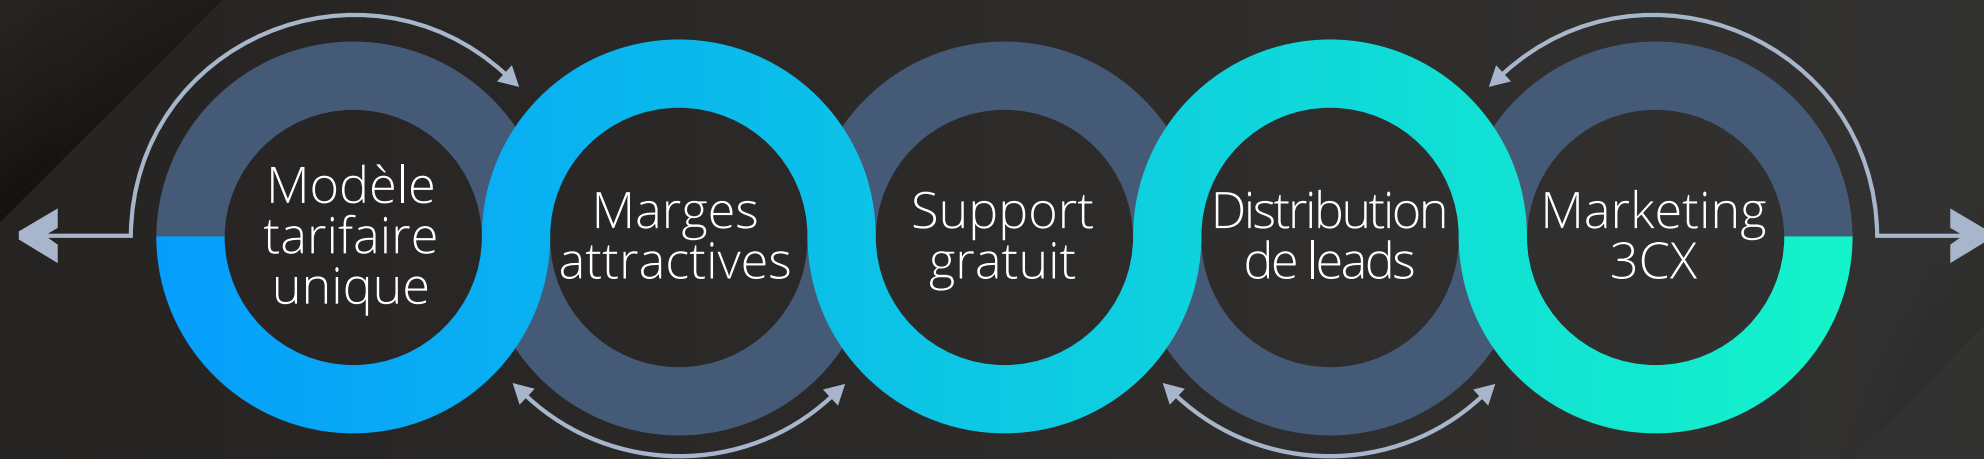 Modèle
tarifaire
unique
Marges
attractives
Support
gratuit
Distribution
de leads
Marketing
3CX